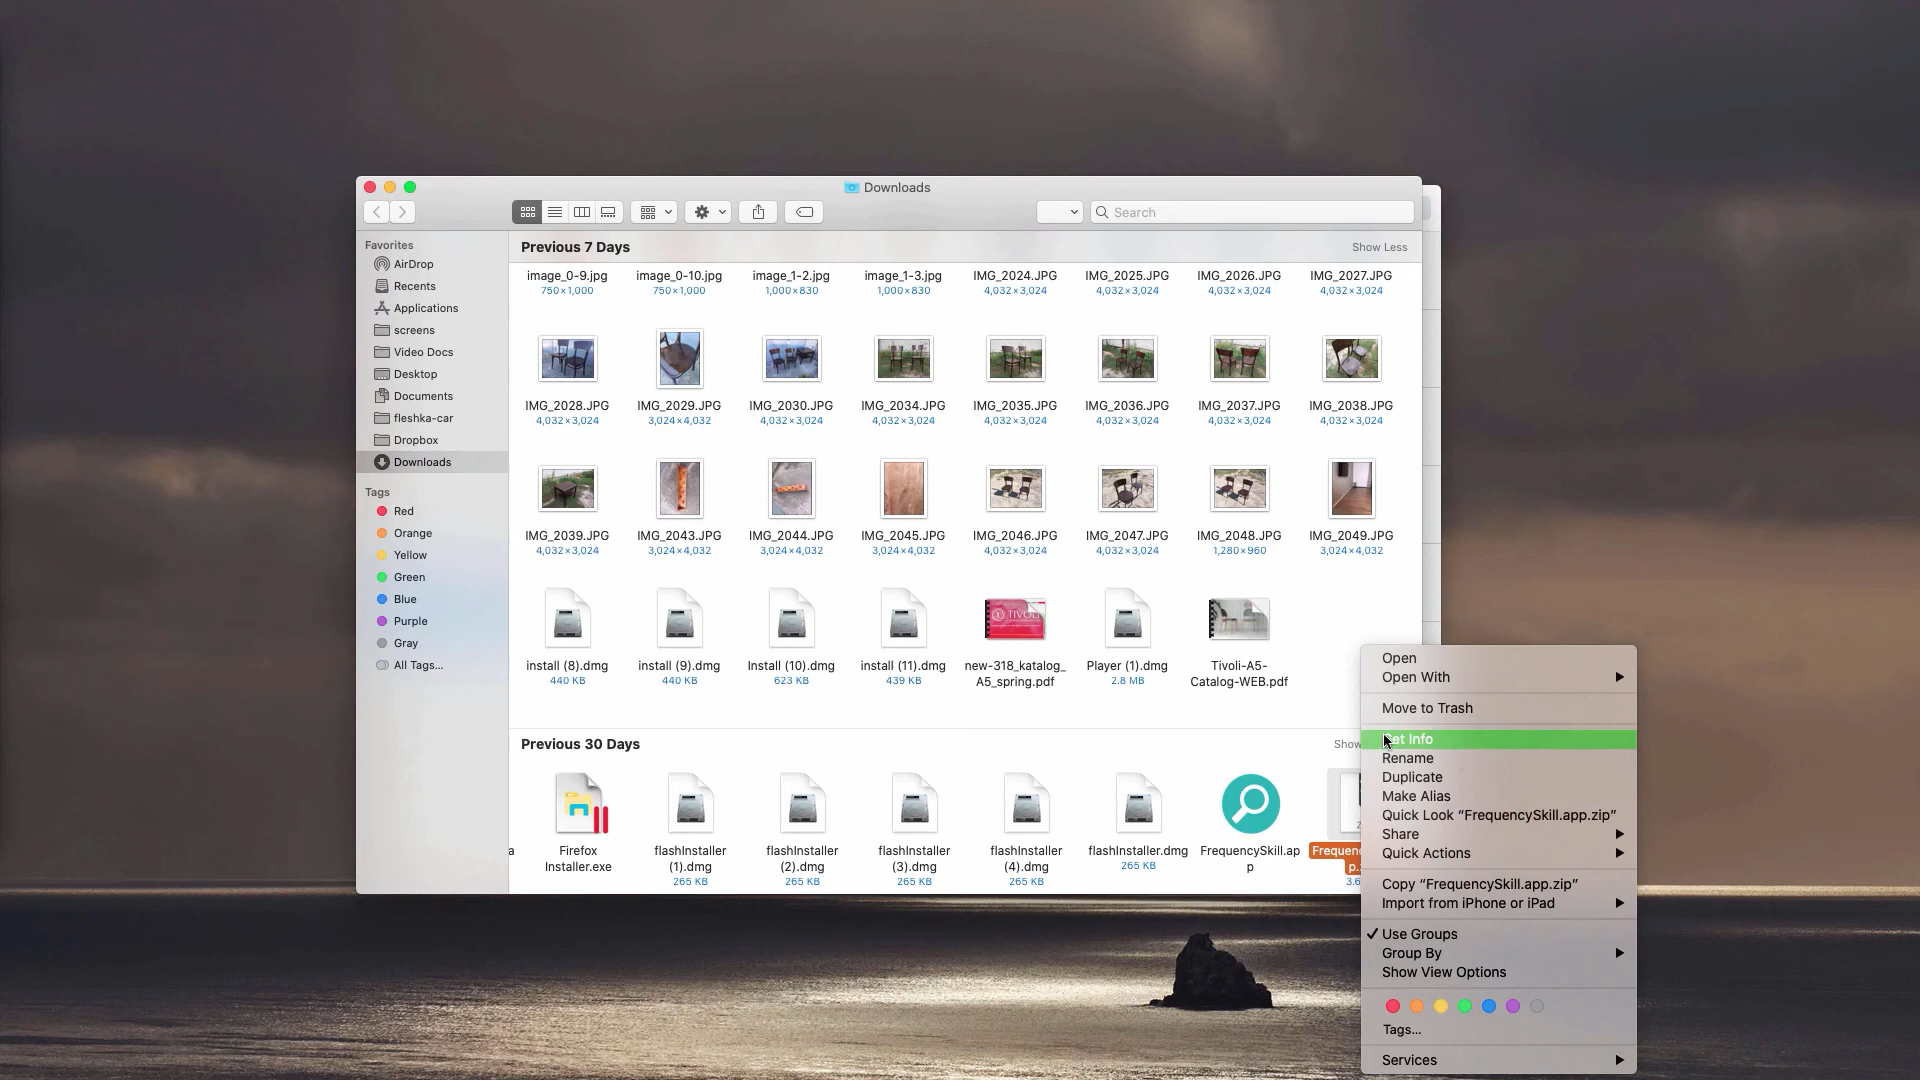 Downloads
Search
Favorites
AirDrop
Recents
Applications
screens
Video Docs
Desktop
Documents
fleshka-car
Dropbox
Downloads
Tags
Red
Orange
Yellow
Green
Blue
Purple
Gray
All Tags...
Previous 7 Days
Show Less
image_0-9.jpg image_0-10.jpg image_1-2.jpg image_1-3.jpg IMG_2024.JPG IMG_2025.JPG IMG_2026.JPG IMG_2027.JPG
750×1,000 750×1,000 1,000×830 1,000×830 4,032×3,024 4,032×3,024 4,032×3,024 4,032×3,024
IMG_2028.JPG IMG_2029.JPG IMG_2030.JPG IMG_2034.JPG IMG_2035.JPG IMG_2036.JPG IMG_2037.JPG IMG_2038.JPG
4,032×3,024 3,024×4,032 4,032×3,024 4,032×3,024 4,032×3,024 4,032×3,024 4,032×3,024 4,032×3,024
IMG_2039.JPG IMG_2043.JPG IMG_2044.JPG IMG_2045.JPG IMG_2046.JPG IMG_2047.JPG IMG_2048.JPG IMG_2049.JPG
4,032×3,024 3,024×4,032 3,024×4,032 3,024×4,032 4,032×3,024 4,032×3,024 1,280×960 3,024×4,032
TIVOLI
install (8).dmg install (9).dmg Install (10).dmg install (11).dmg new-318_katalog_ Player (1).dmg Tivoli-A5-
440 KB 440 KB 623 KB 439 KB A5_spring.pdf 2.8 MB Catalog-WEB.pdf
Previous 30 Days
Show
a Firefox flashInstaller flashInstaller flashInstaller flashInstaller flashInstaller.dmg FrequencySkill.ap Frequen
Installer.exe (1).dmg (2).dmg (3).dmg (4).dmg 265 KB p p.
265 KB 265 KB 265 KB 265 KB 3.6
Open
Open With
Move to Trash
Get Info
Rename
Duplicate
Make Alias
Quick Look “FrequencySkill.app.zip”
Share
Quick Actions
Copy “FrequencySkill.app.zip”
Import from iPhone or iPad
Use Groups
Group By
Show View Options
Tags...
Services